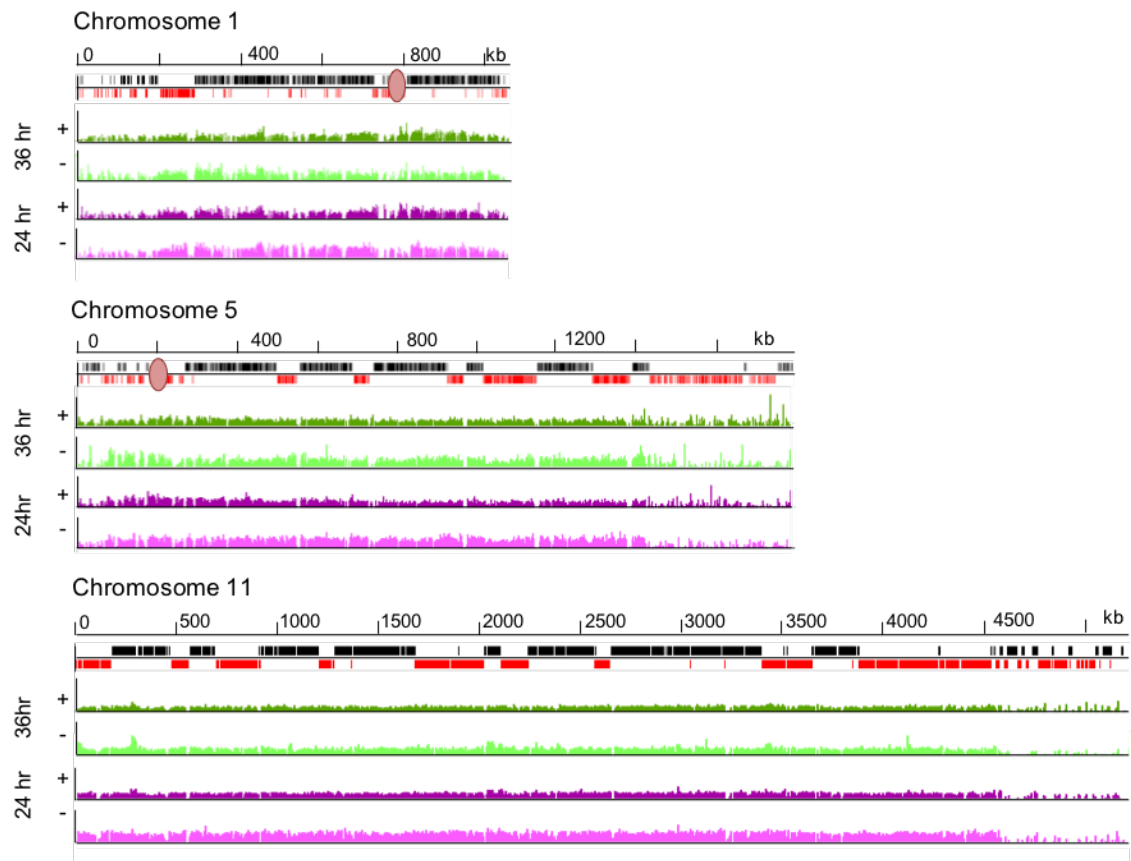 Chromosome 1
0 400 800 kb
36 hr + -
24 hr + -
Chromosome 5
0 400 800 1200 kb
36 hr + -
24hr + -
Chromosome 11
0 500 1000 1500 2000 2500 3000 3500 4000 4500 kb
36hr + -
24 hr + -